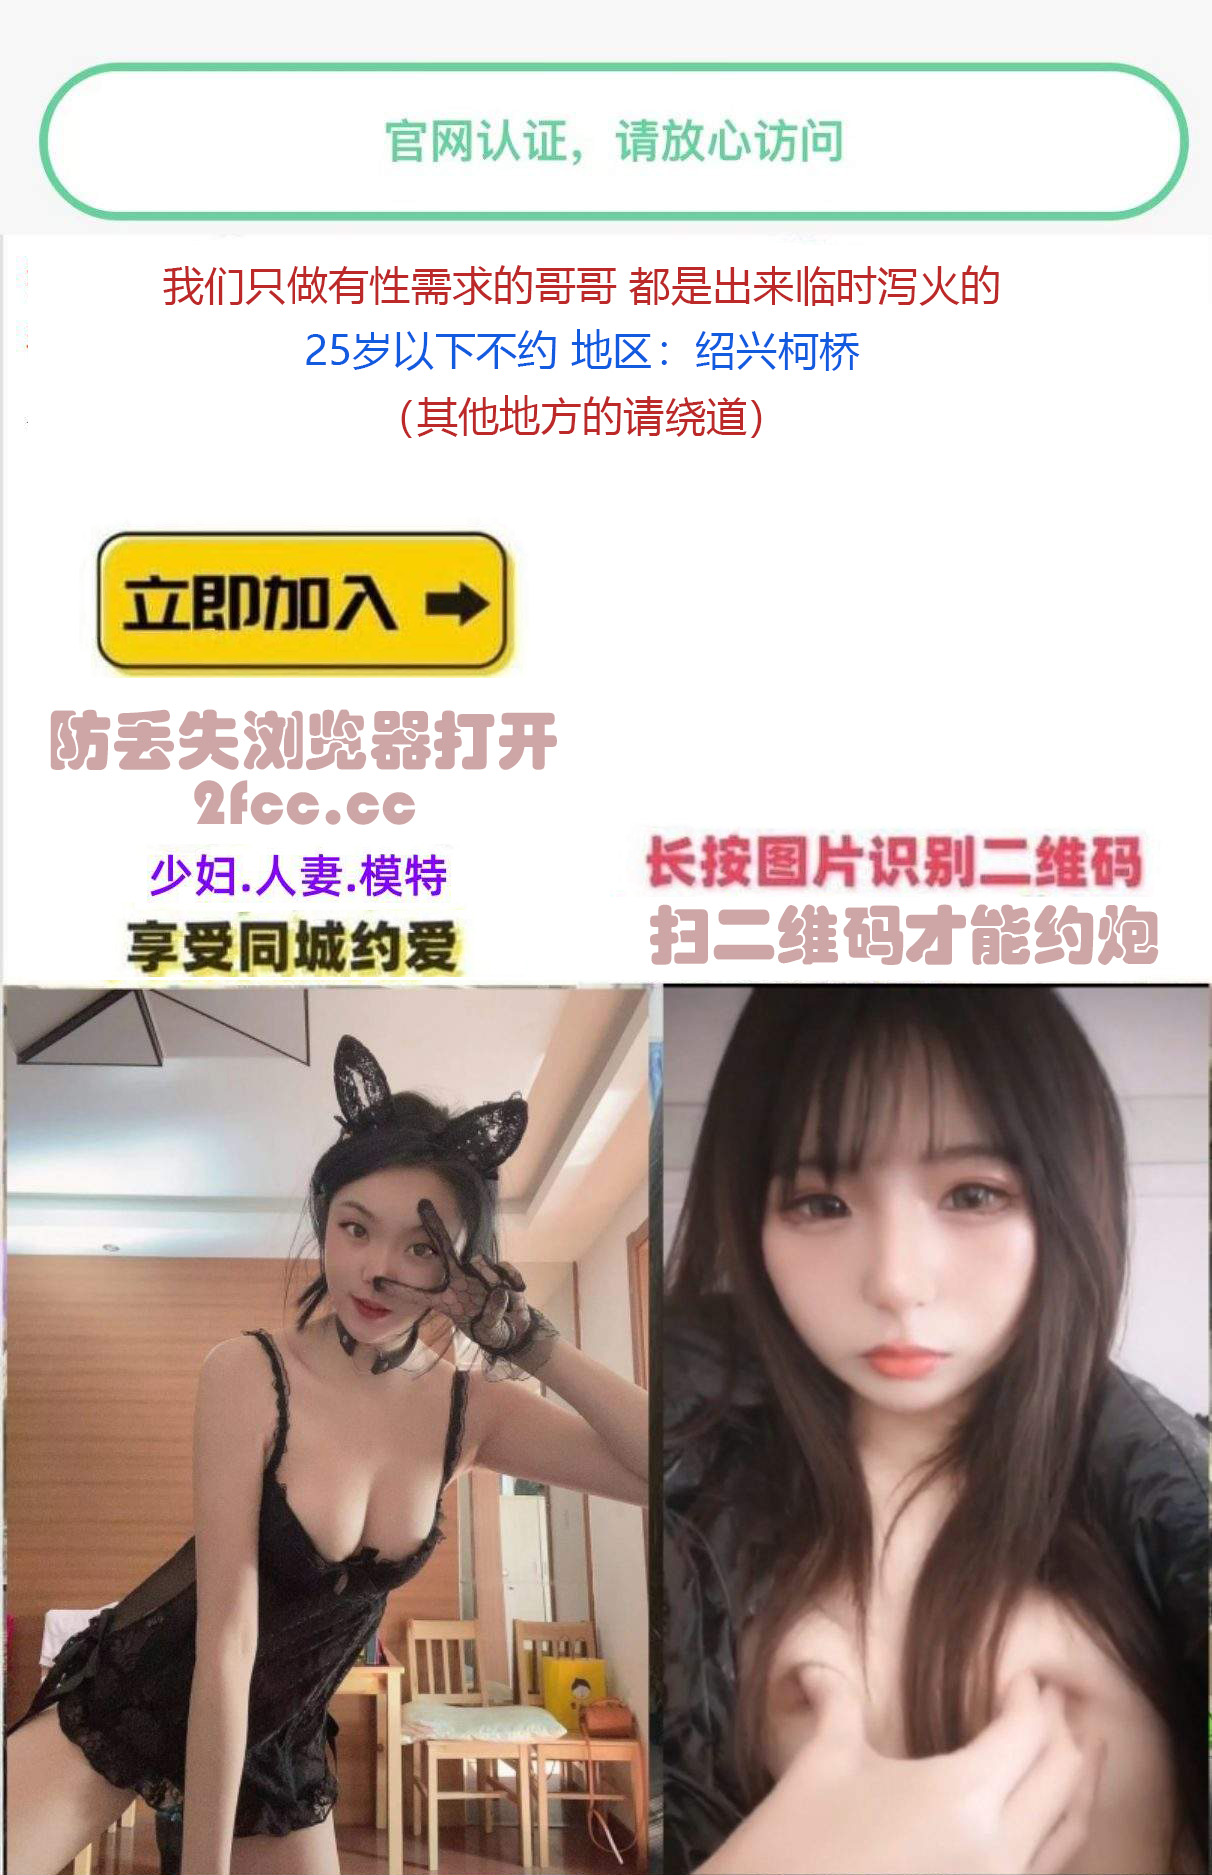 官网认证，请放心访问
我们只做有性需求的哥哥 都是出来临时泻火的
25岁以下不约 地区：绍兴柯桥
（其他地方的请绕道）
立即加入
防丢失浏览器打开
2fcc.cc
少妇.人妻.模特
享受同城约爱
长按图片识别二维码
扫二维码才能约炮